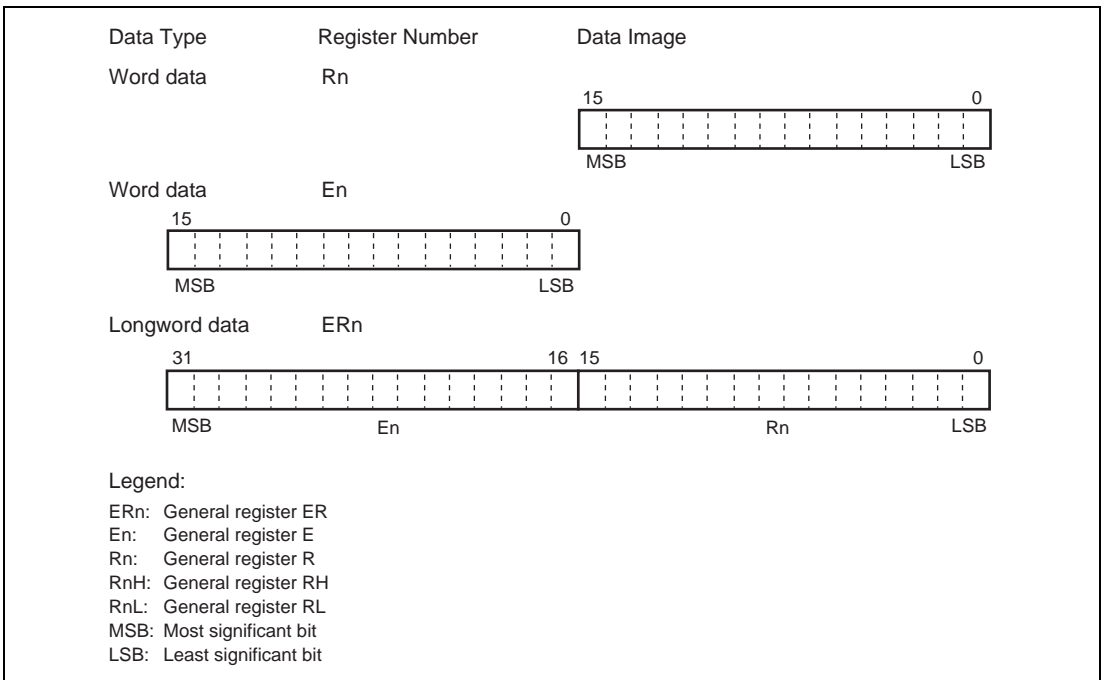 Data Type Register Number Data Image
Word data Rn
15 0
MSB LSB
Word data En
15 0
MSB LSB
Longword data ERn
31 16 15 0
MSB En Rn LSB
Legend:
ERn: General register ER
En: General register E
Rn: General register R
RnH: General register RH
RnL: General register RL
MSB: Most significant bit
LSB: Least significant bit